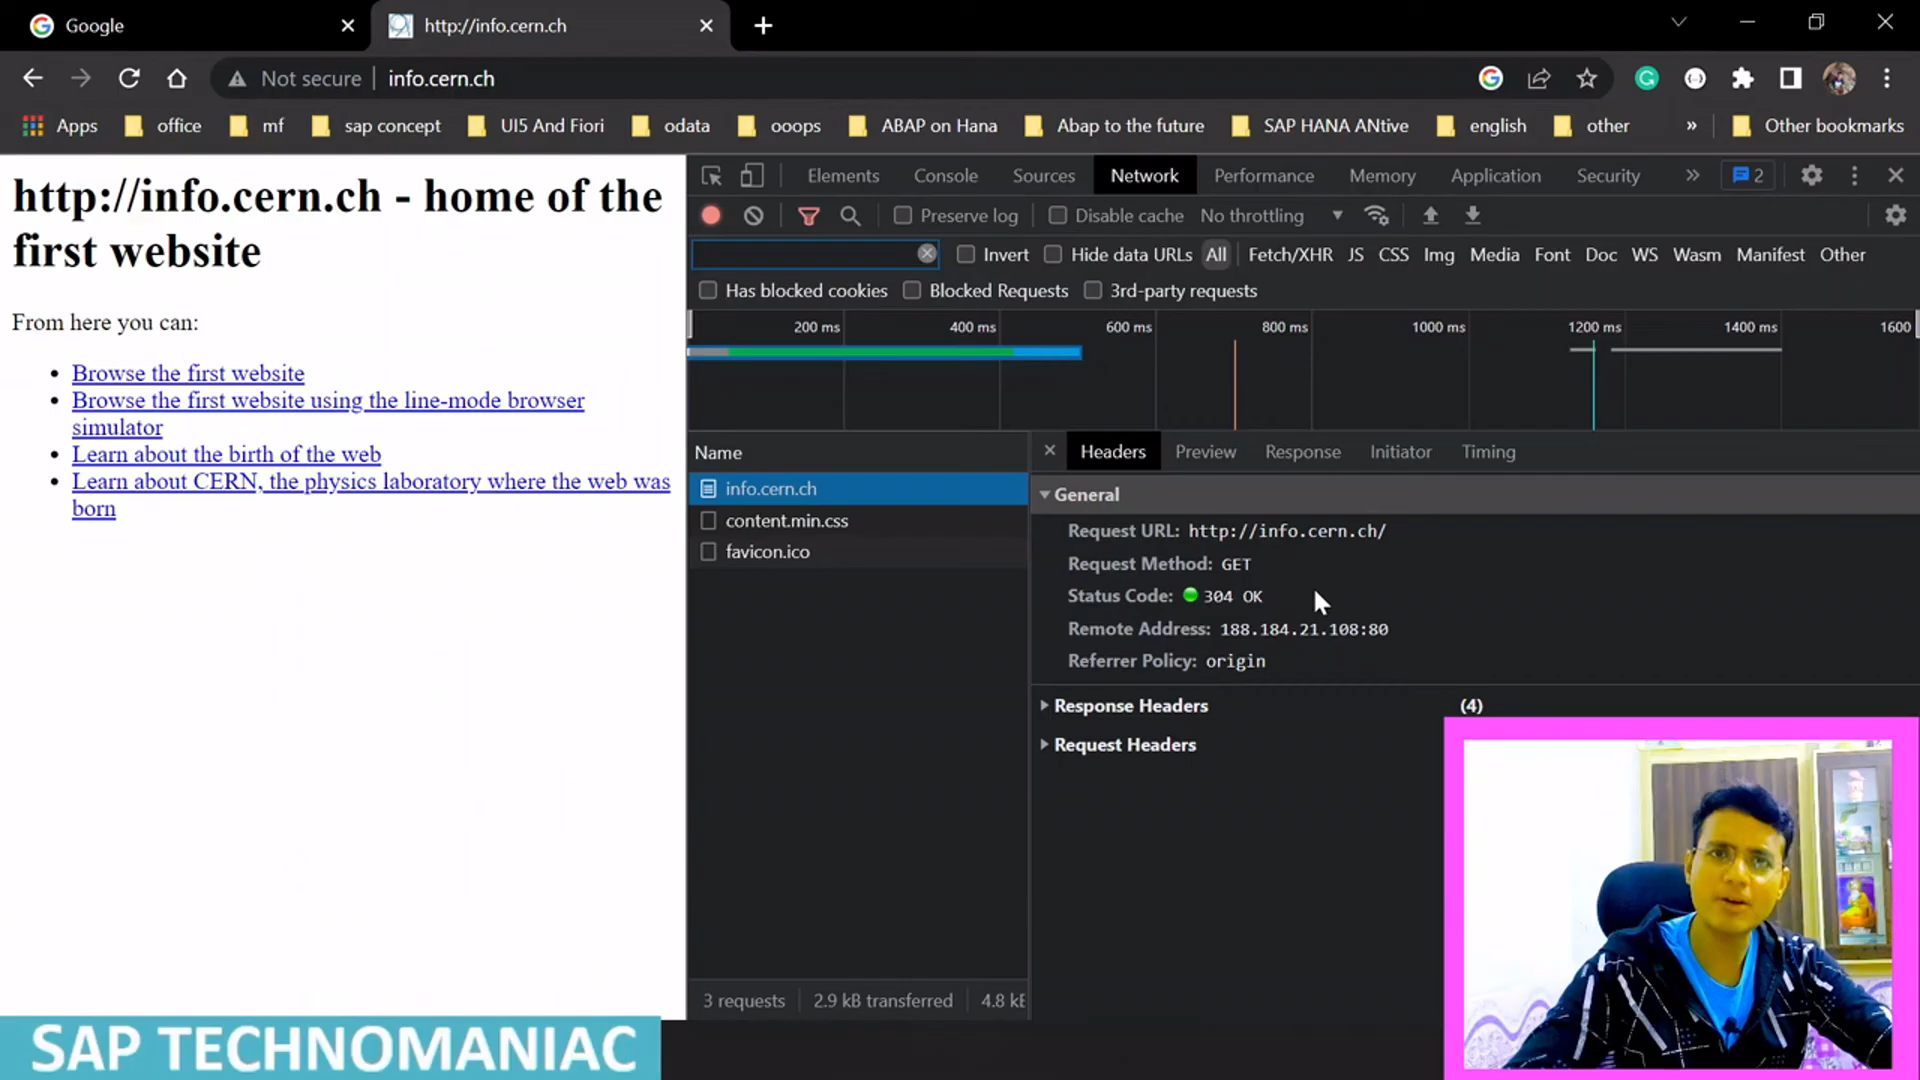 Google
http://info.cern.ch
Not secure
info.cern.ch
Apps
office
mf
sap concept
UI5 And Fiori
odata
ooops
ABAP on Hana
Abap to the future
SAP HANA ANtive
english
other
»
Other bookmarks
http://info.cern.ch - home of the
first website
From here you can:
• Browse the first website
• Browse the first website using the line-mode browser
simulator
• Learn about the birth of the web
• Learn about CERN, the physics laboratory where the web was
born
Elements Console Sources Network Performance Memory Application Security » 2
Preserve log Disable cache No throttling
Invert Hide data URLs All Fetch/XHR JS CSS Img Media Font Doc WS Wasm Manifest Other
Has blocked cookies Blocked Requests 3rd-party requests
200 ms 400 ms 600 ms 800 ms 1000 ms 1200 ms 1400 ms 1600
Name
info.cern.ch
content.min.css
favicon.ico
3 requests 2.9 kB transferred 4.8 kB
Headers Preview Response Initiator Timing
General
Request URL: http://info.cern.ch/
Request Method: GET
Status Code: 304 OK
Remote Address: 188.184.21.108:80
Referrer Policy: origin
Response Headers (4)
Request Headers
SAP TECHNOMANIAC